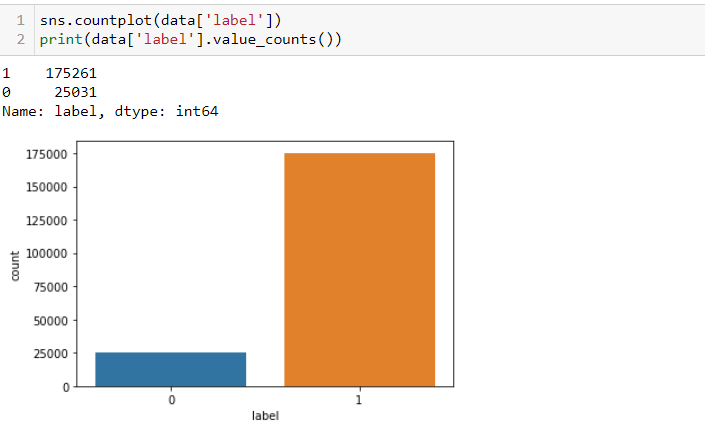 1 sns.countplot(data['label'])
2 print(data['label'].value_counts())
1    175261
0     25031
Name: label, dtype: int64
175000
150000
125000
100000
75000
50000
25000
0
count
0 1
label